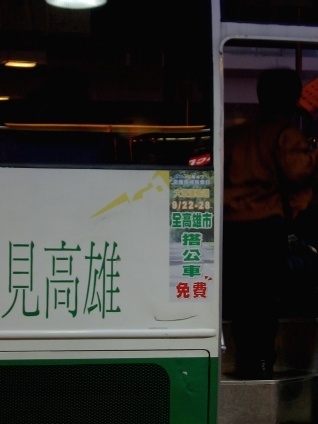 見高雄
9/22-28
全高雄市
搭公車
免費